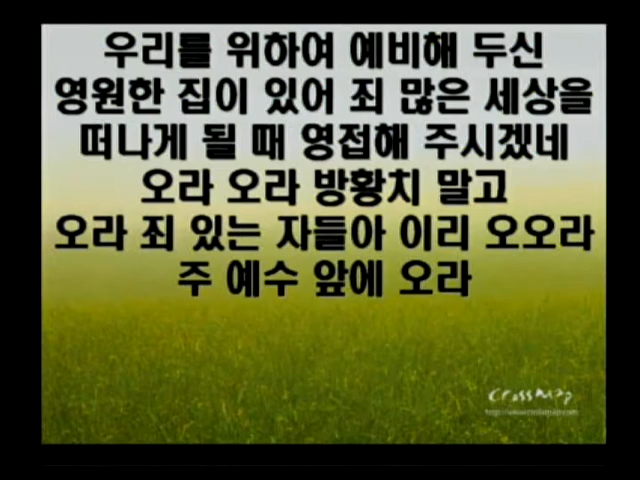 우리를 위하여 예비해 두신
영원한 집이 있어 죄 많은 세상을
떠나게 될 때 영접해 주시겠네
오라 오라 방황치 말고
오라 죄 있는 자들아 이리 오오라
주 예수 앞에 오라
crossmap